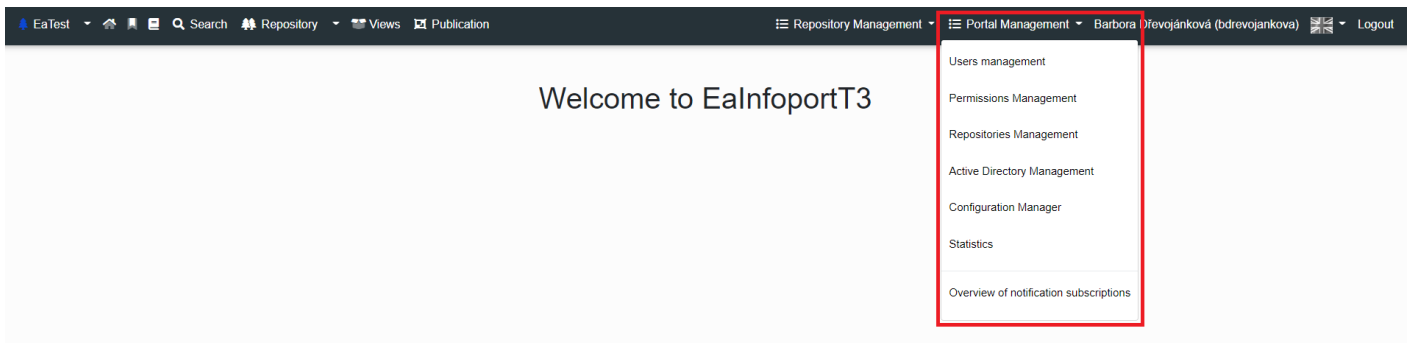 EaTest Search Repository Views Publication Repository Management Portal Management Barbora Dřevojánková (bdrevojankova) Logout
Users management
Welcome to EaInfoportT3
Permissions Management
Repositories Management
Active Directory Management
Configuration Manager
Statistics
Overview of notification subscriptions